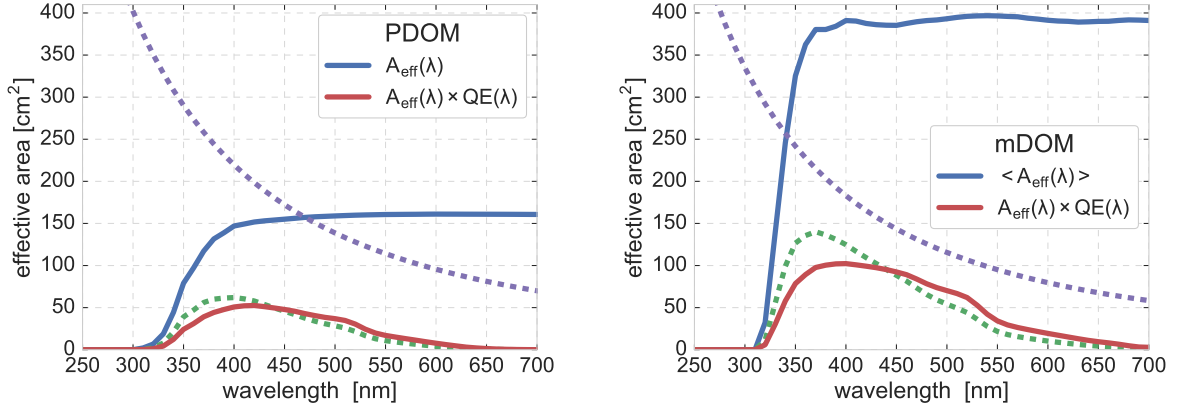 400
350
300
250
200
150
100
50
0
effective area [cm²]
PDOM
A_eff(λ)
A_eff(λ) × QE(λ)
250 300 350 400 450 500 550 600 650 700
wavelength [nm]
400
350
300
250
200
150
100
50
0
effective area [cm²]
mDOM
<A_eff(λ)>
A_eff(λ) × QE(λ)
250 300 350 400 450 500 550 600 650 700
wavelength [nm]